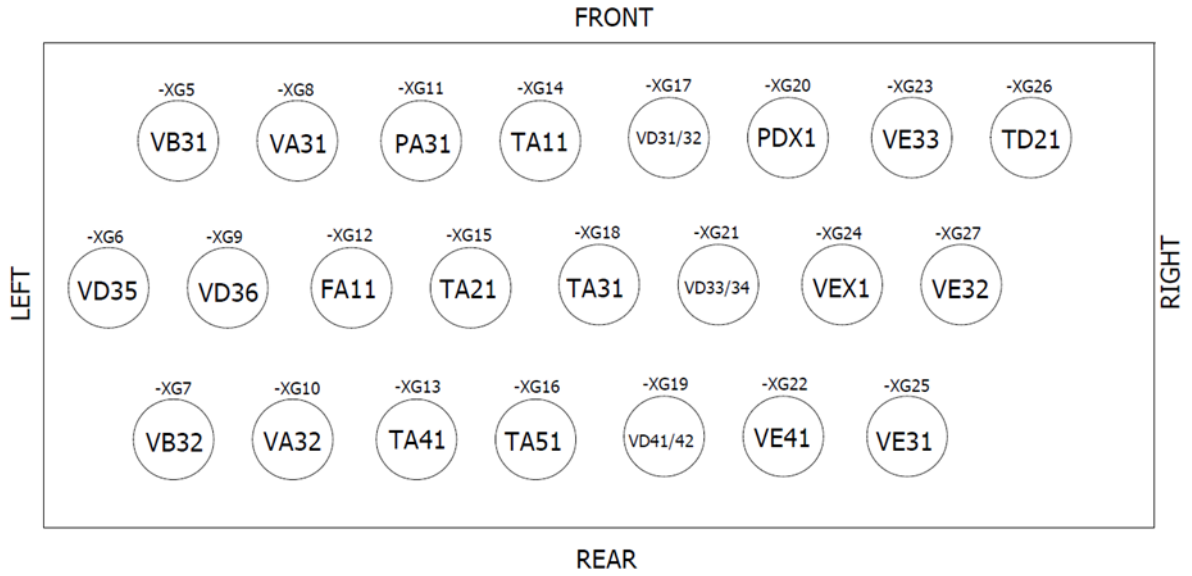 FRONT
-XG5 -XG8 -XG11 -XG14 -XG17 -XG20 -XG23 -XG26
VB31 VA31 PA31 TA11 VD31/32 PDX1 VE33 TD21
-XG6 -XG9 -XG12 -XG15 -XG18 -XG21 -XG24 -XG27
LEFT
VD35 VD36 FA11 TA21 TA31 VD33/34 VEX1 VE32
RIGHT
-XG7 -XG10 -XG13 -XG16 -XG19 -XG22 -XG25
VB32 VA32 TA41 TA51 VD41/42 VE41 VE31
REAR